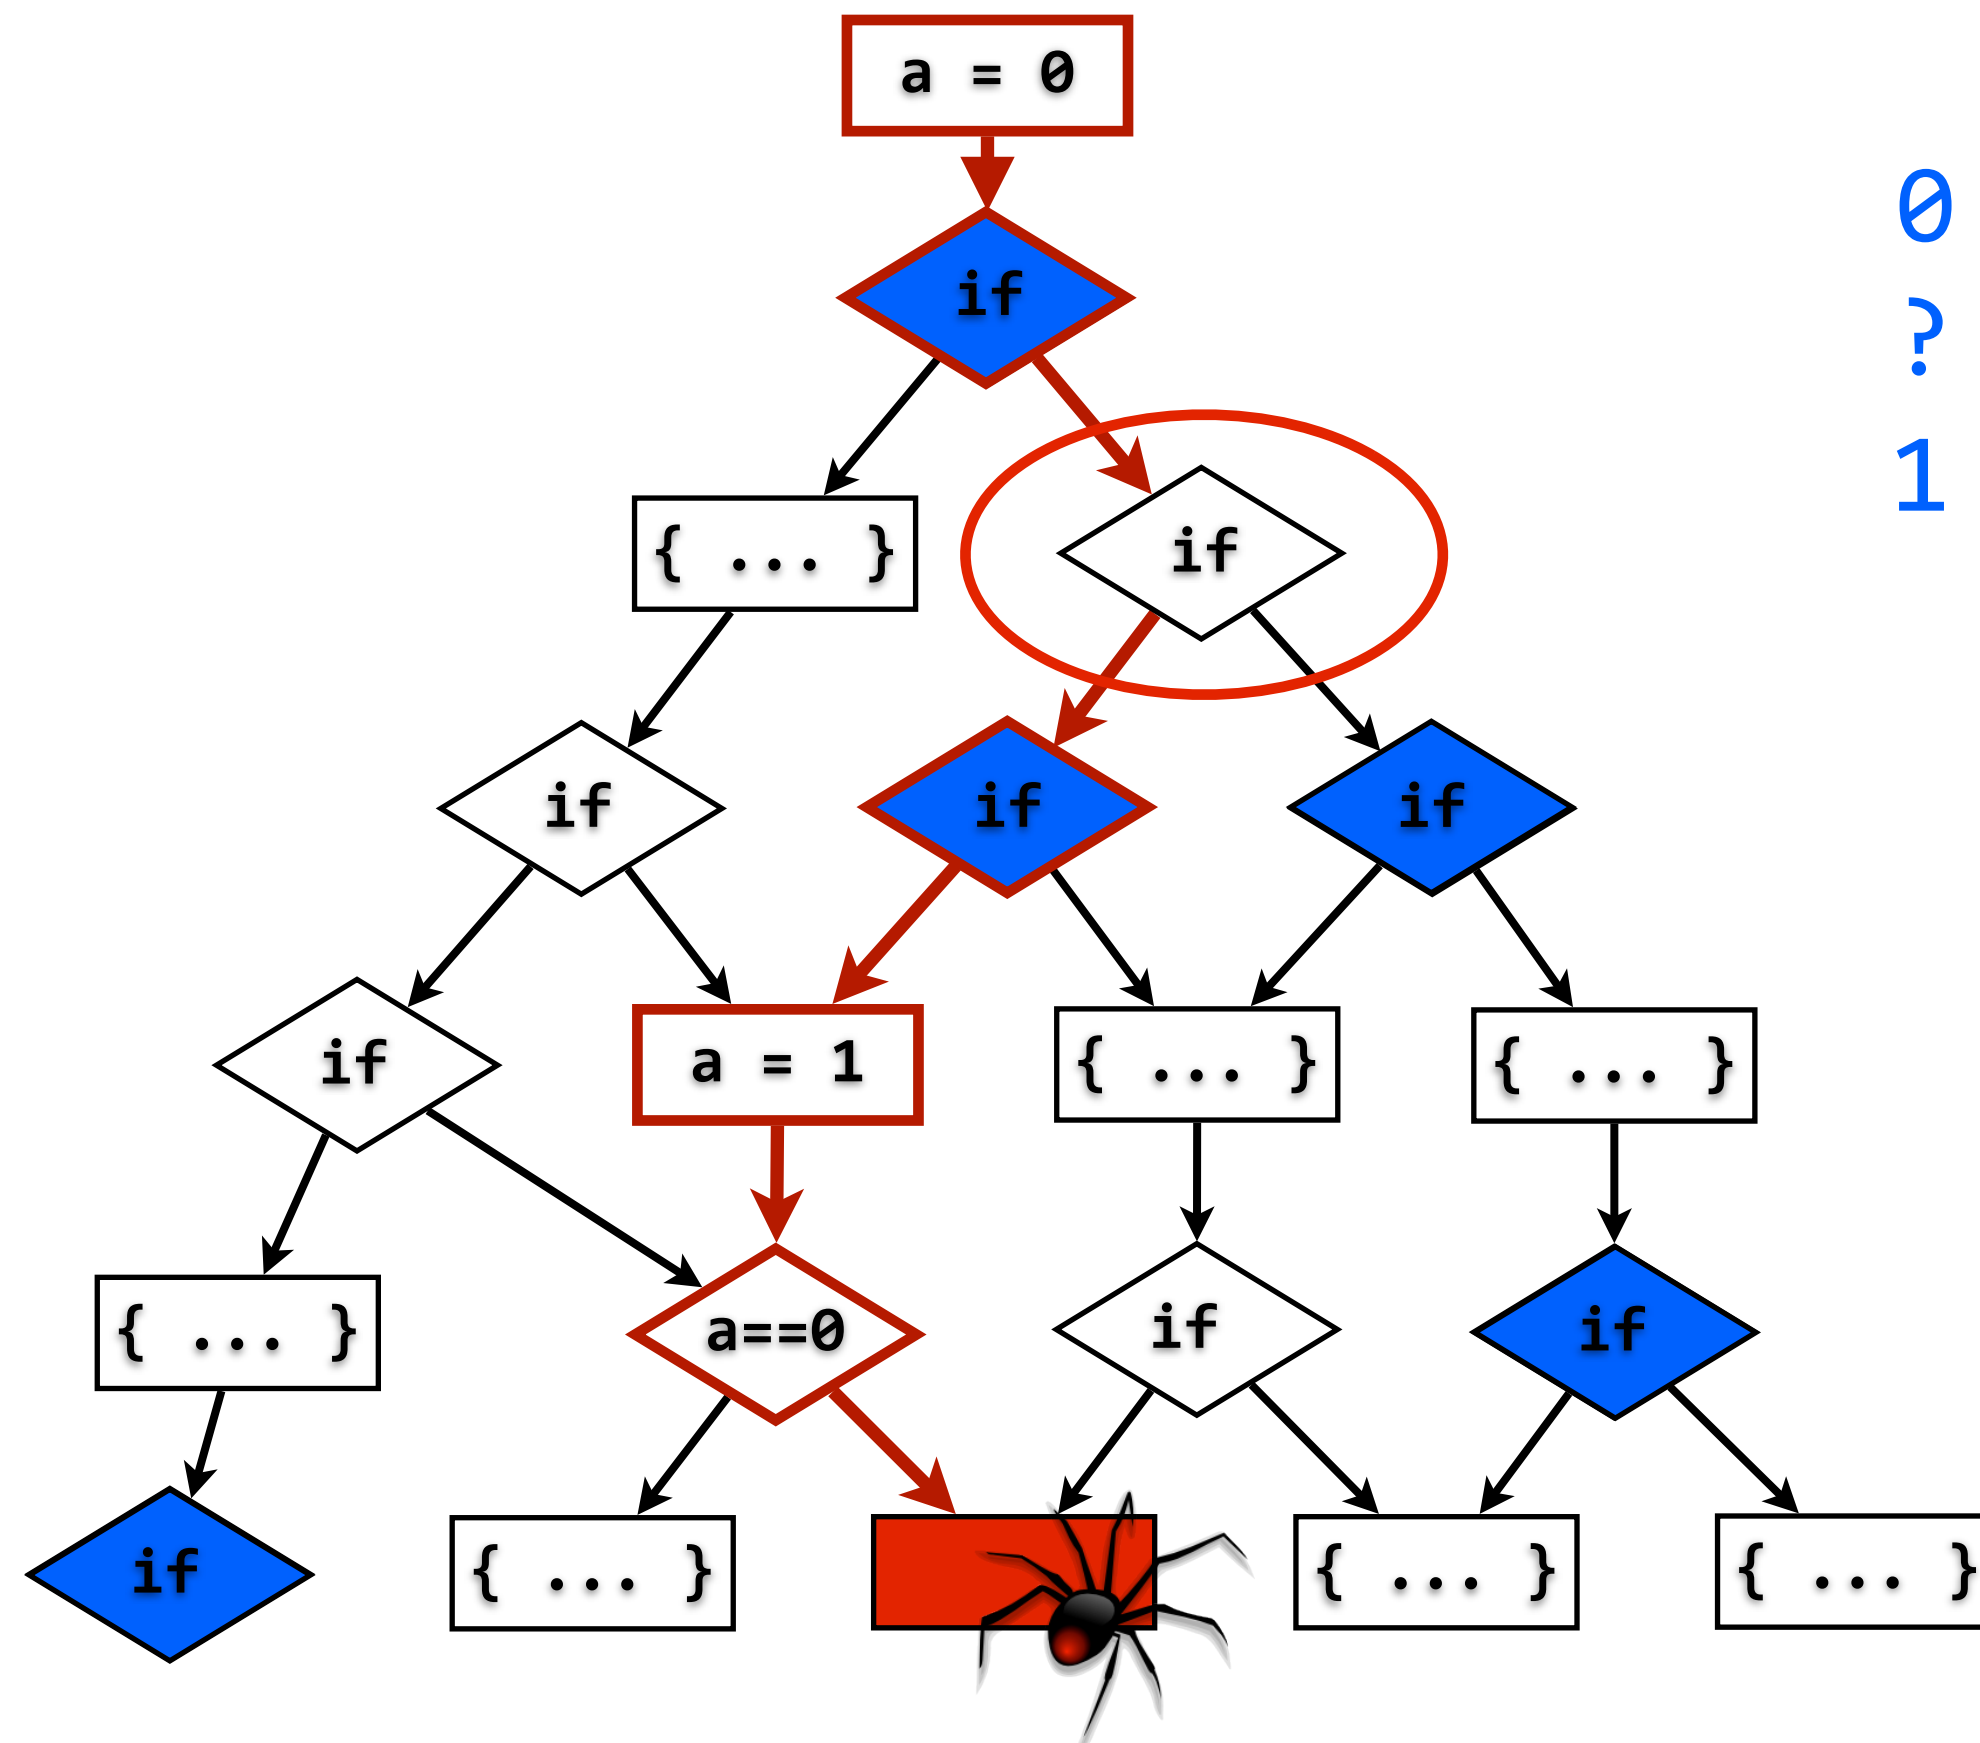 a = 0
0
if
?
1
{ ... }
if
if
if
if
if
a = 1
{ ... }
{ ... }
{ ... }
a==0
if
if
if
{ ... }
{ ... }
{ ... }